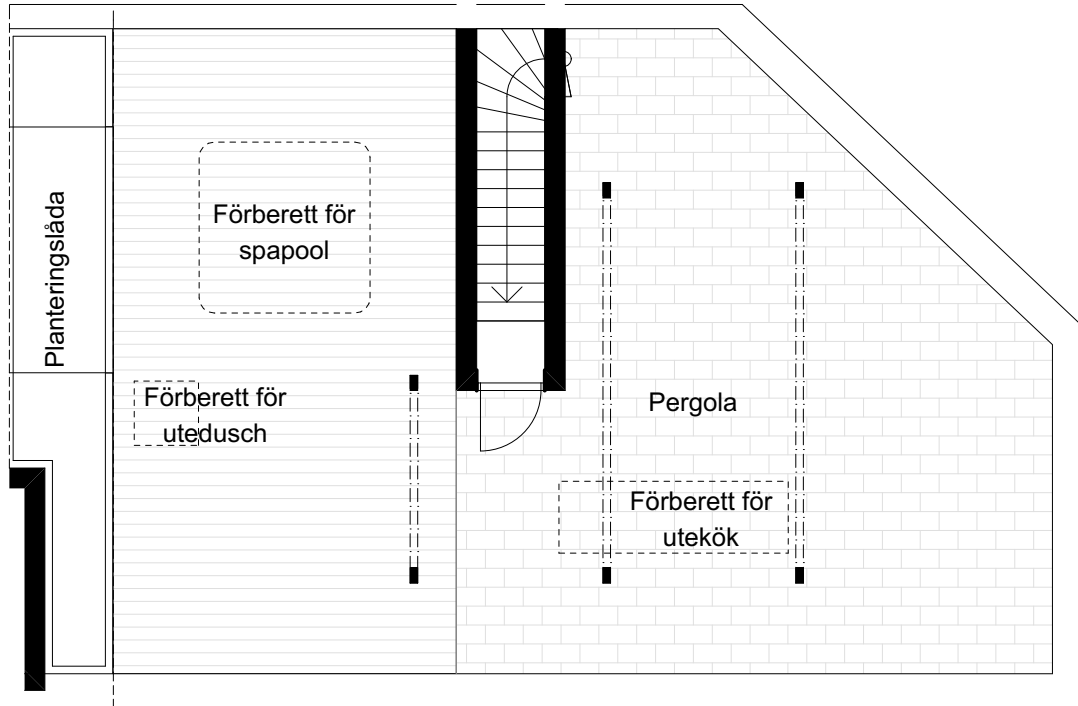 Planteringslåda
Förberett för
spapool
Förberett för
utedusch
Pergola
Förberett för
utekök